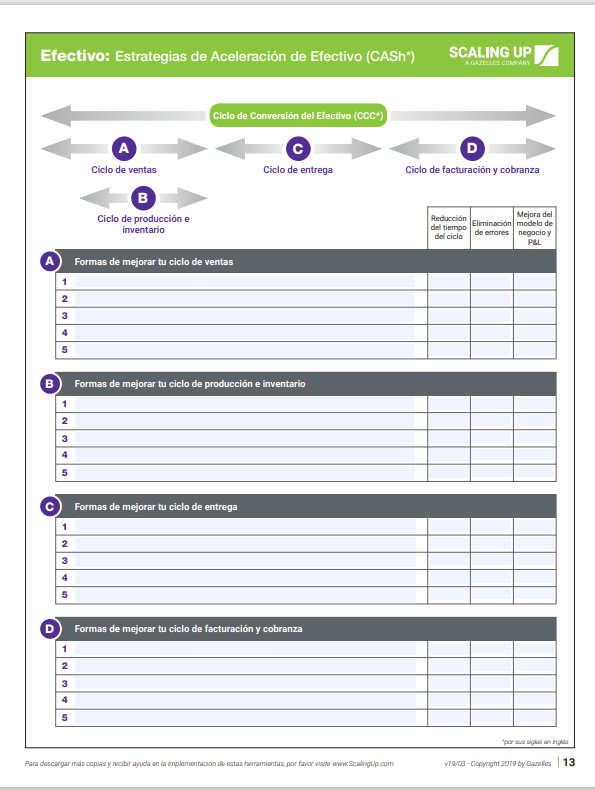 Efectivo: Estrategias de Aceleración de Efectivo (CASh*)
SCALING UP
A GAZELLES COMPANY
Ciclo de Conversión del Efectivo (CCC*)
A
C
D
Ciclo de ventas
Ciclo de entrega
Ciclo de facturación y cobranza
B
Ciclo de producción e
inventario
Reducción
del tiempo
del ciclo
Eliminación
de errores
Mejora del
modelo de
negocio y
P&L
A Formas de mejorar tu ciclo de ventas
1
2
3
4
5
B Formas de mejorar tu ciclo de producción e inventario
1
2
3
4
5
C Formas de mejorar tu ciclo de entrega
1
2
3
4
5
D Formas de mejorar tu ciclo de facturación y cobranza
1
2
3
4
5
*por sus siglas en inglés
Para descargar más copias y recibir ayuda en la implementación de estas herramientas, por favor visite www.ScalingUp.com
v19/03 - Copyright 2019 by Gazelles 13